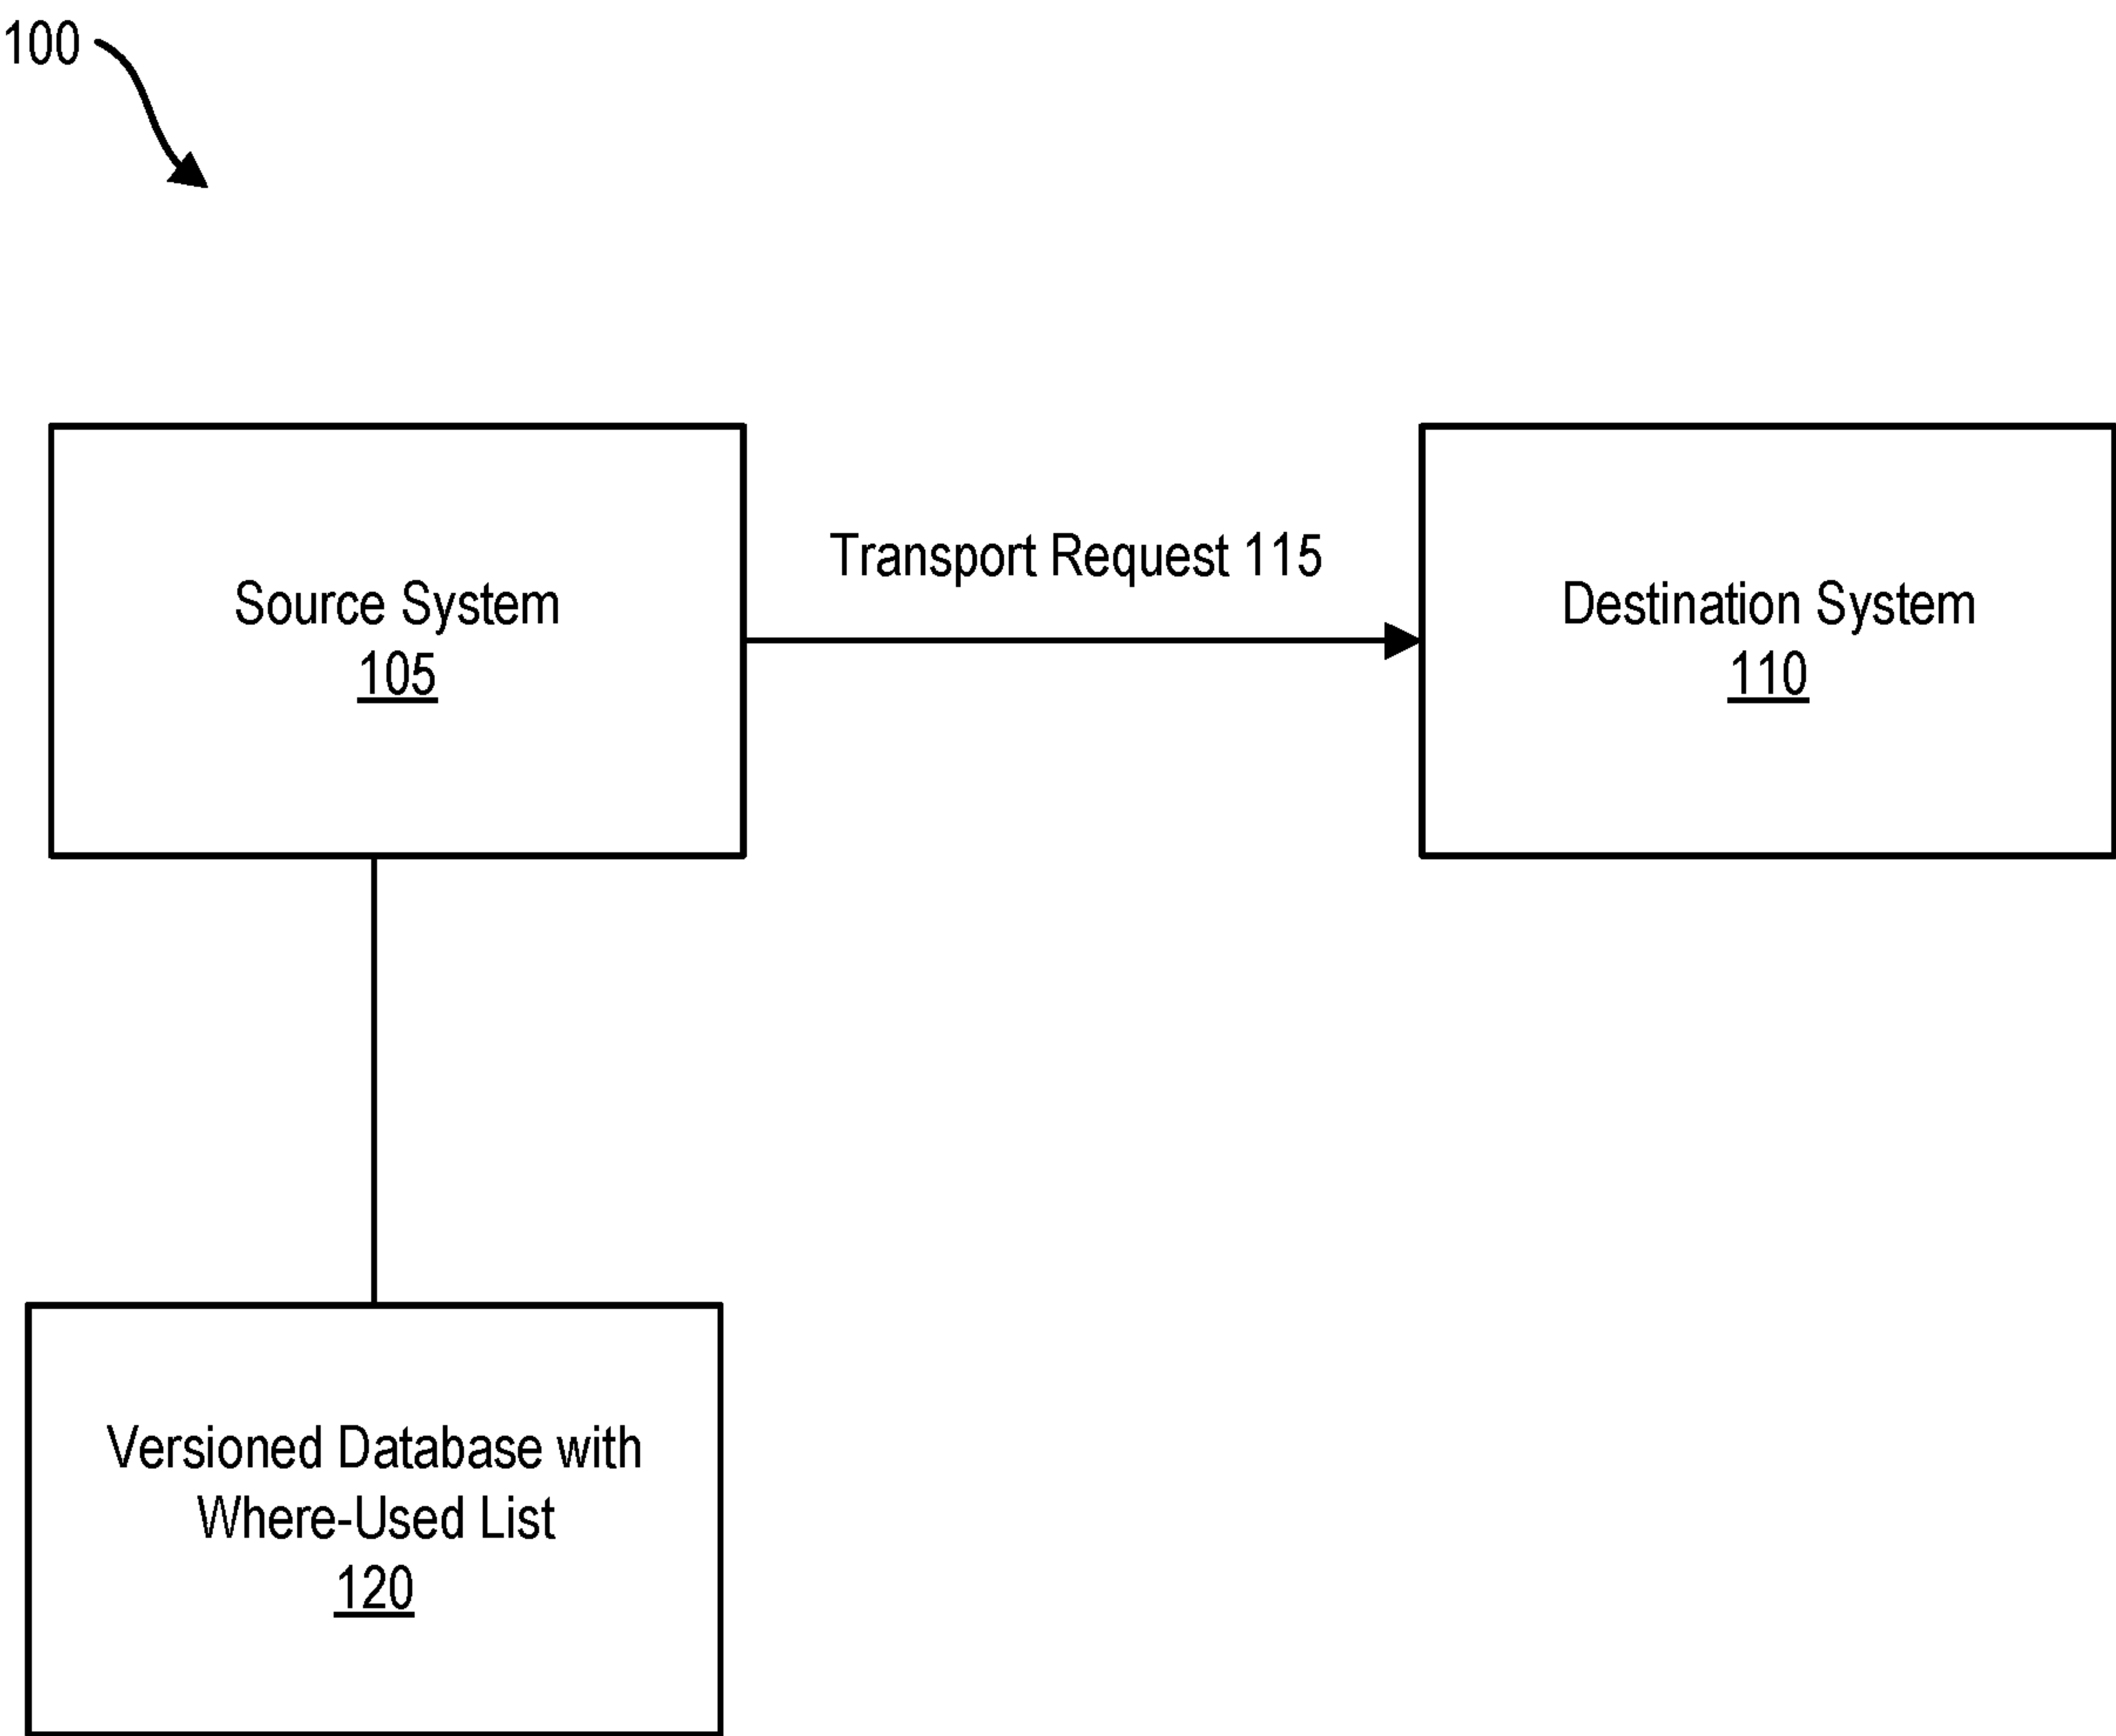 100
Source System
105
Transport Request 115
Destination System
110
Versioned Database with
Where-Used List
120